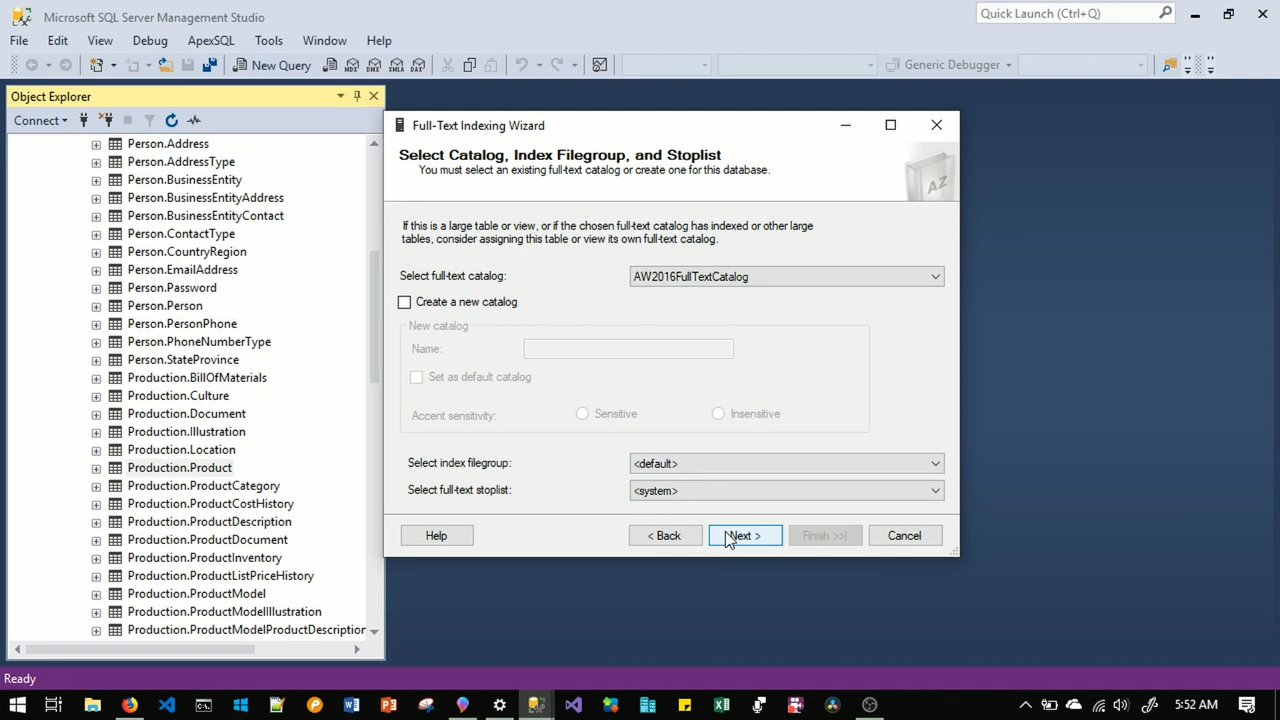 Microsoft SQL Server Management Studio
Quick Launch (Ctrl+Q)
File Edit View Debug ApexSQL Tools Window Help
New Query
MDX DMX XMLA DAX
Generic Debugger
Object Explorer
Connect
Person.Address
Person.AddressType
Person.BusinessEntity
Person.BusinessEntityAddress
Person.BusinessEntityContact
Person.ContactType
Person.CountryRegion
Person.EmailAddress
Person.Password
Person.Person
Person.PersonPhone
Person.PhoneNumberType
Person.StateProvince
Production.BillOfMaterials
Production.Culture
Production.Document
Production.Illustration
Production.Location
Production.Product
Production.ProductCategory
Production.ProductCostHistory
Production.ProductDescription
Production.ProductDocument
Production.ProductInventory
Production.ProductListPriceHistory
Production.ProductModel
Production.ProductModelIllustration
Production.ProductModelProductDescription
Full-Text Indexing Wizard
Select Catalog, Index Filegroup, and Stoplist
You must select an existing full-text catalog or create one for this database.
AZ
If this is a large table or view, or if the chosen full-text catalog has indexed or other large
tables, consider assigning this table or view its own full-text catalog.
Select full-text catalog: AW2016FullTextCatalog
Create a new catalog
New catalog
Name:
Set as default catalog
Accent sensitivity: Sensitive Insensitive
Select index filegroup: <default>
Select full-text stoplist: <system>
Help < Back Next > Finish >>| Cancel
Ready
5:52 AM